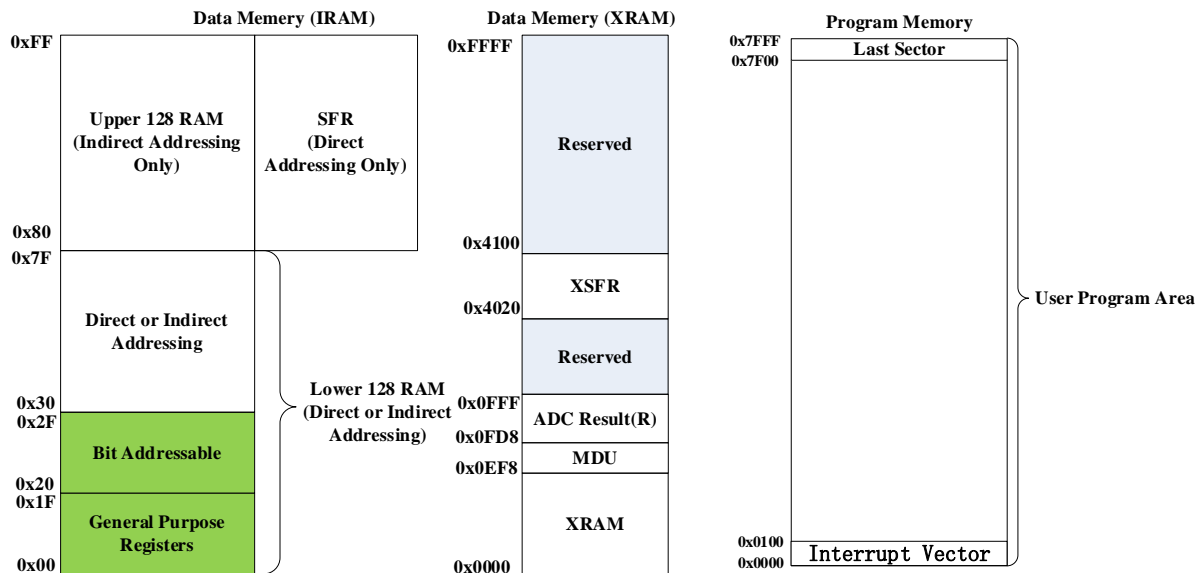 Data Memery (IRAM)
0xFF
Upper 128 RAM
(Indirect Addressing
Only)
SFR
(Direct
Addressing Only)
0x80
0x7F
Direct or Indirect
Addressing
0x30
0x2F
Bit Addressable
0x20
0x1F
General Purpose
Registers
0x00
Lower 128 RAM
(Direct or Indirect
Addressing)
Data Memery (XRAM)
0xFFFF
Reserved
0x4100
XSFR
0x4020
Reserved
0x0FFF
ADC Result(R)
0x0FD8
MDU
0x0EF8
XRAM
0x0000
Program Memory
0x7FFF
Last Sector
0x7F00
User Program Area
0x0100
Interrupt Vector
0x0000